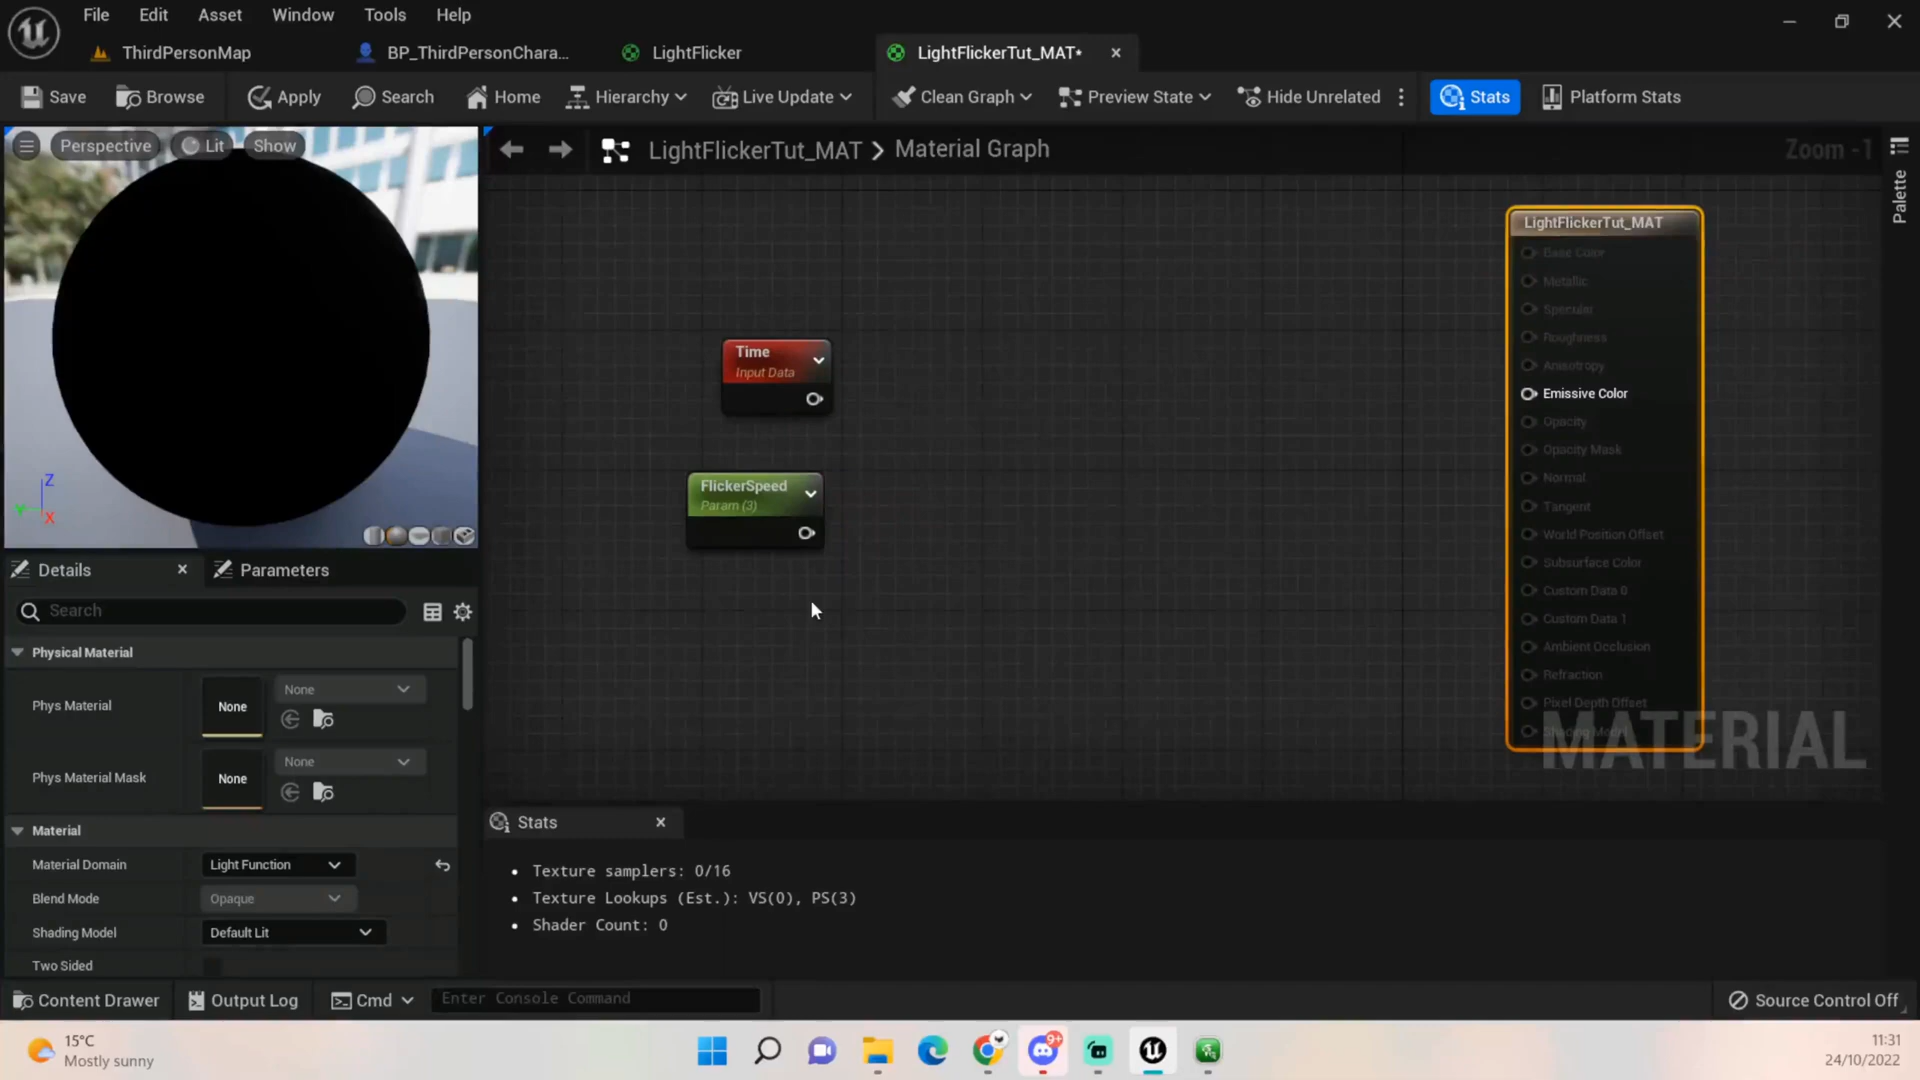 File Edit Asset Window Tools Help
ThirdPersonMap BP_ThirdPersonChara... LightFlicker LightFlickerTut_MAT*
Save Browse Apply Search Home Hierarchy Live Update Clean Graph Preview State Hide Unrelated Stats Platform Stats
Perspective Lit Show
LightFlickerTut_MAT > Material Graph
Zoom -1
Palette
LightFlickerTut_MAT
Base Color
Metallic
Specular
Roughness
Anisotropy
Emissive Color
Opacity
Opacity Mask
Normal
Tangent
World Position Offset
Subsurface Color
Custom Data 0
Custom Data 1
Ambient Occlusion
Refraction
Pixel Depth Offset
Shading Model
MATERIAL
Time
Input Data
FlickerSpeed
Param (3)
Z
Y
X
Details Parameters
Search
Physical Material
Phys Material None None
Phys Material Mask None None
Material
Material Domain Light Function
Blend Mode Opaque
Shading Model Default Lit
Two Sided
Stats
Texture samplers: 0/16
Texture Lookups (Est.): VS(0), PS(3)
Shader Count: 0
Content Drawer Output Log Cmd Enter Console Command Source Control Off
15°C
Mostly sunny
9+
11:31
24/10/2022